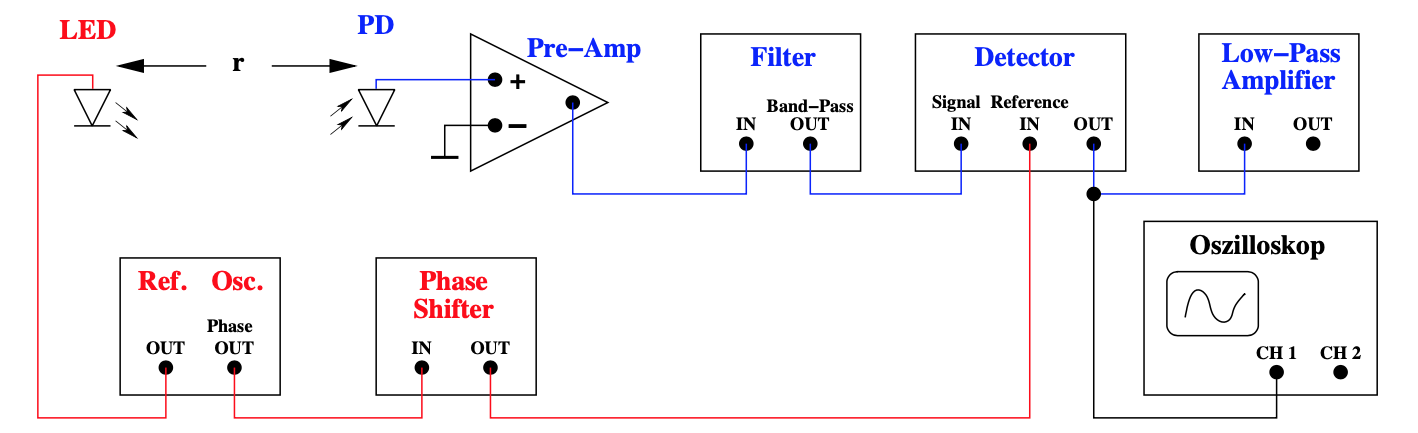 LED
r
PD
Pre–Amp
+
–
Filter
Band–Pass
IN OUT
Detector
Signal Reference
IN IN OUT
Low–Pass
Amplifier
IN OUT
Ref. Osc.
Phase
OUT OUT
Phase
Shifter
IN OUT
Oszilloskop
CH 1 CH 2